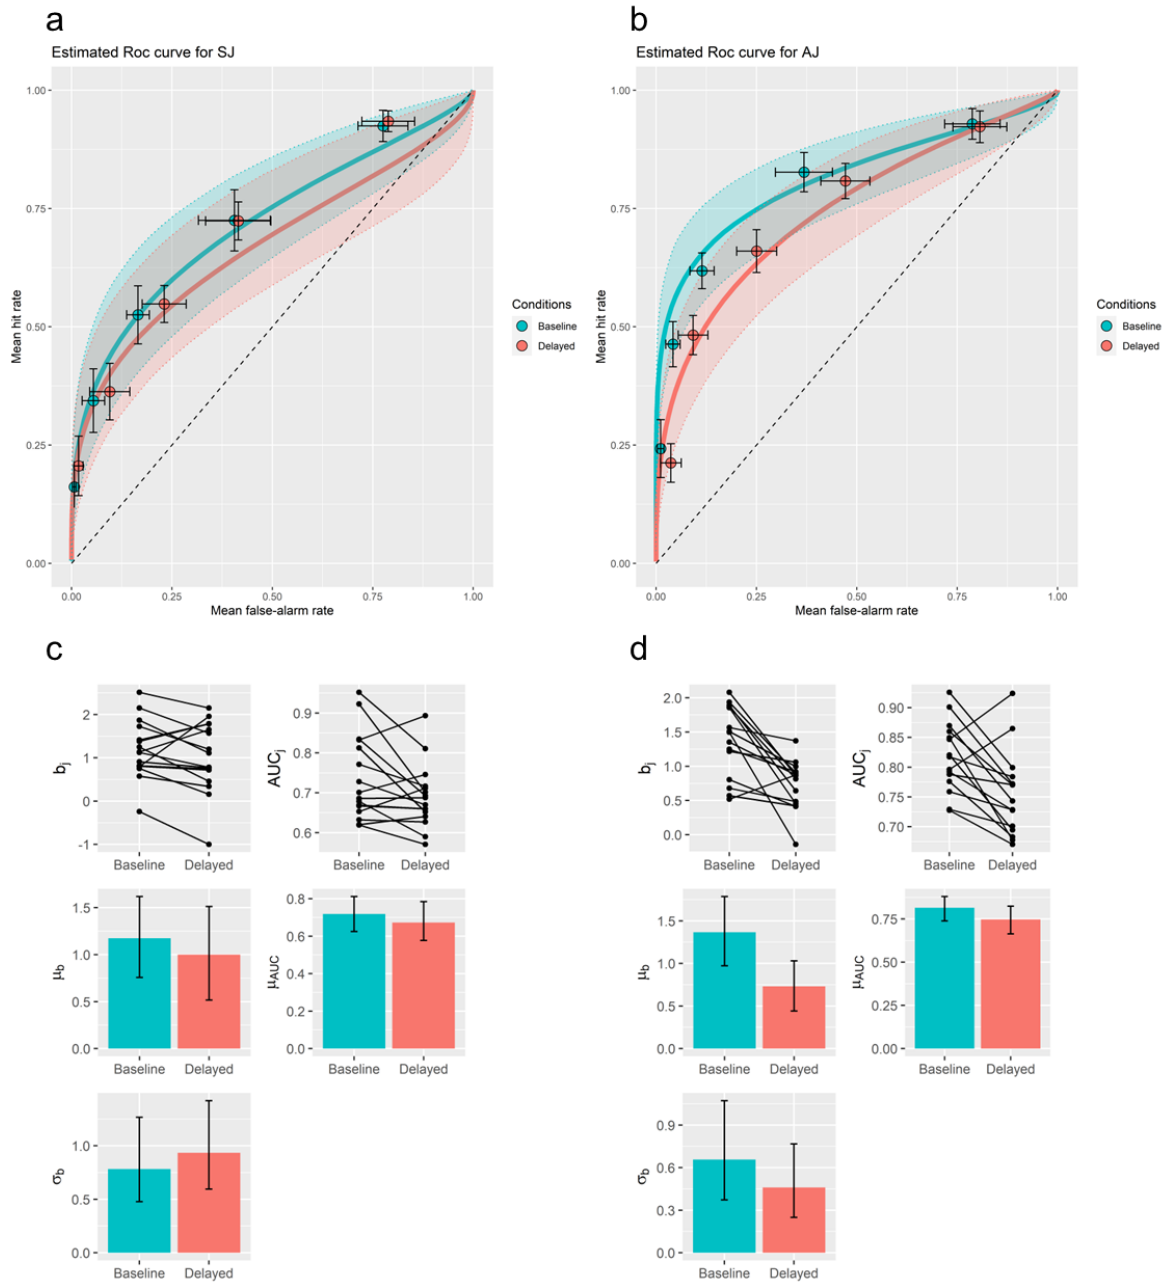 a
Estimated Roc curve for SJ
1.00
0.75
0.50
0.25
0.00
Mean hit rate
0.00 0.25 0.50 0.75 1.00
Mean false-alarm rate
Conditions
Baseline
Delayed
b
Estimated Roc curve for AJ
1.00
0.75
0.50
0.25
0.00
Mean hit rate
0.00 0.25 0.50 0.75 1.00
Mean false-alarm rate
Conditions
Baseline
Delayed
c
bj
2
1
0
-1
Baseline Delayed
AUCj
0.9
0.8
0.7
0.6
Baseline Delayed
μb
1.5
1.0
0.5
0.0
Baseline Delayed
μAUC
0.8
0.6
0.4
0.2
0.0
Baseline Delayed
σb
1.0
0.5
0.0
Baseline Delayed
d
bj
2.0
1.5
1.0
0.5
0.0
Baseline Delayed
AUCj
0.90
0.85
0.80
0.75
0.70
Baseline Delayed
μb
1.5
1.0
0.5
0.0
Baseline Delayed
μAUC
0.75
0.50
0.25
0.00
Baseline Delayed
σb
0.9
0.6
0.3
0.0
Baseline Delayed